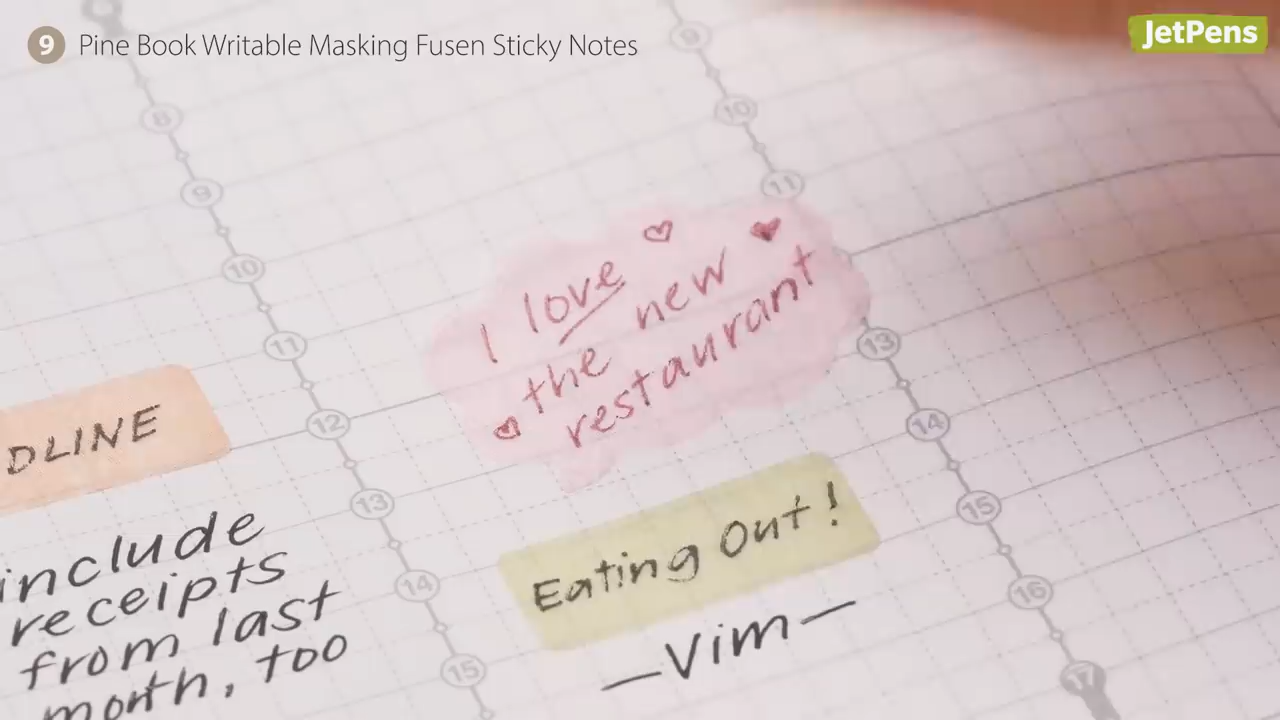 9 Pine Book Writable Masking Fusen Sticky Notes
JetPens
8
9
10
11
12
13
14
15
9
10
11
13
14
15
16
17
I love
the new
restaurant
DLINE
include
receipts
from last
month, too
Eating Out!
—Vim—